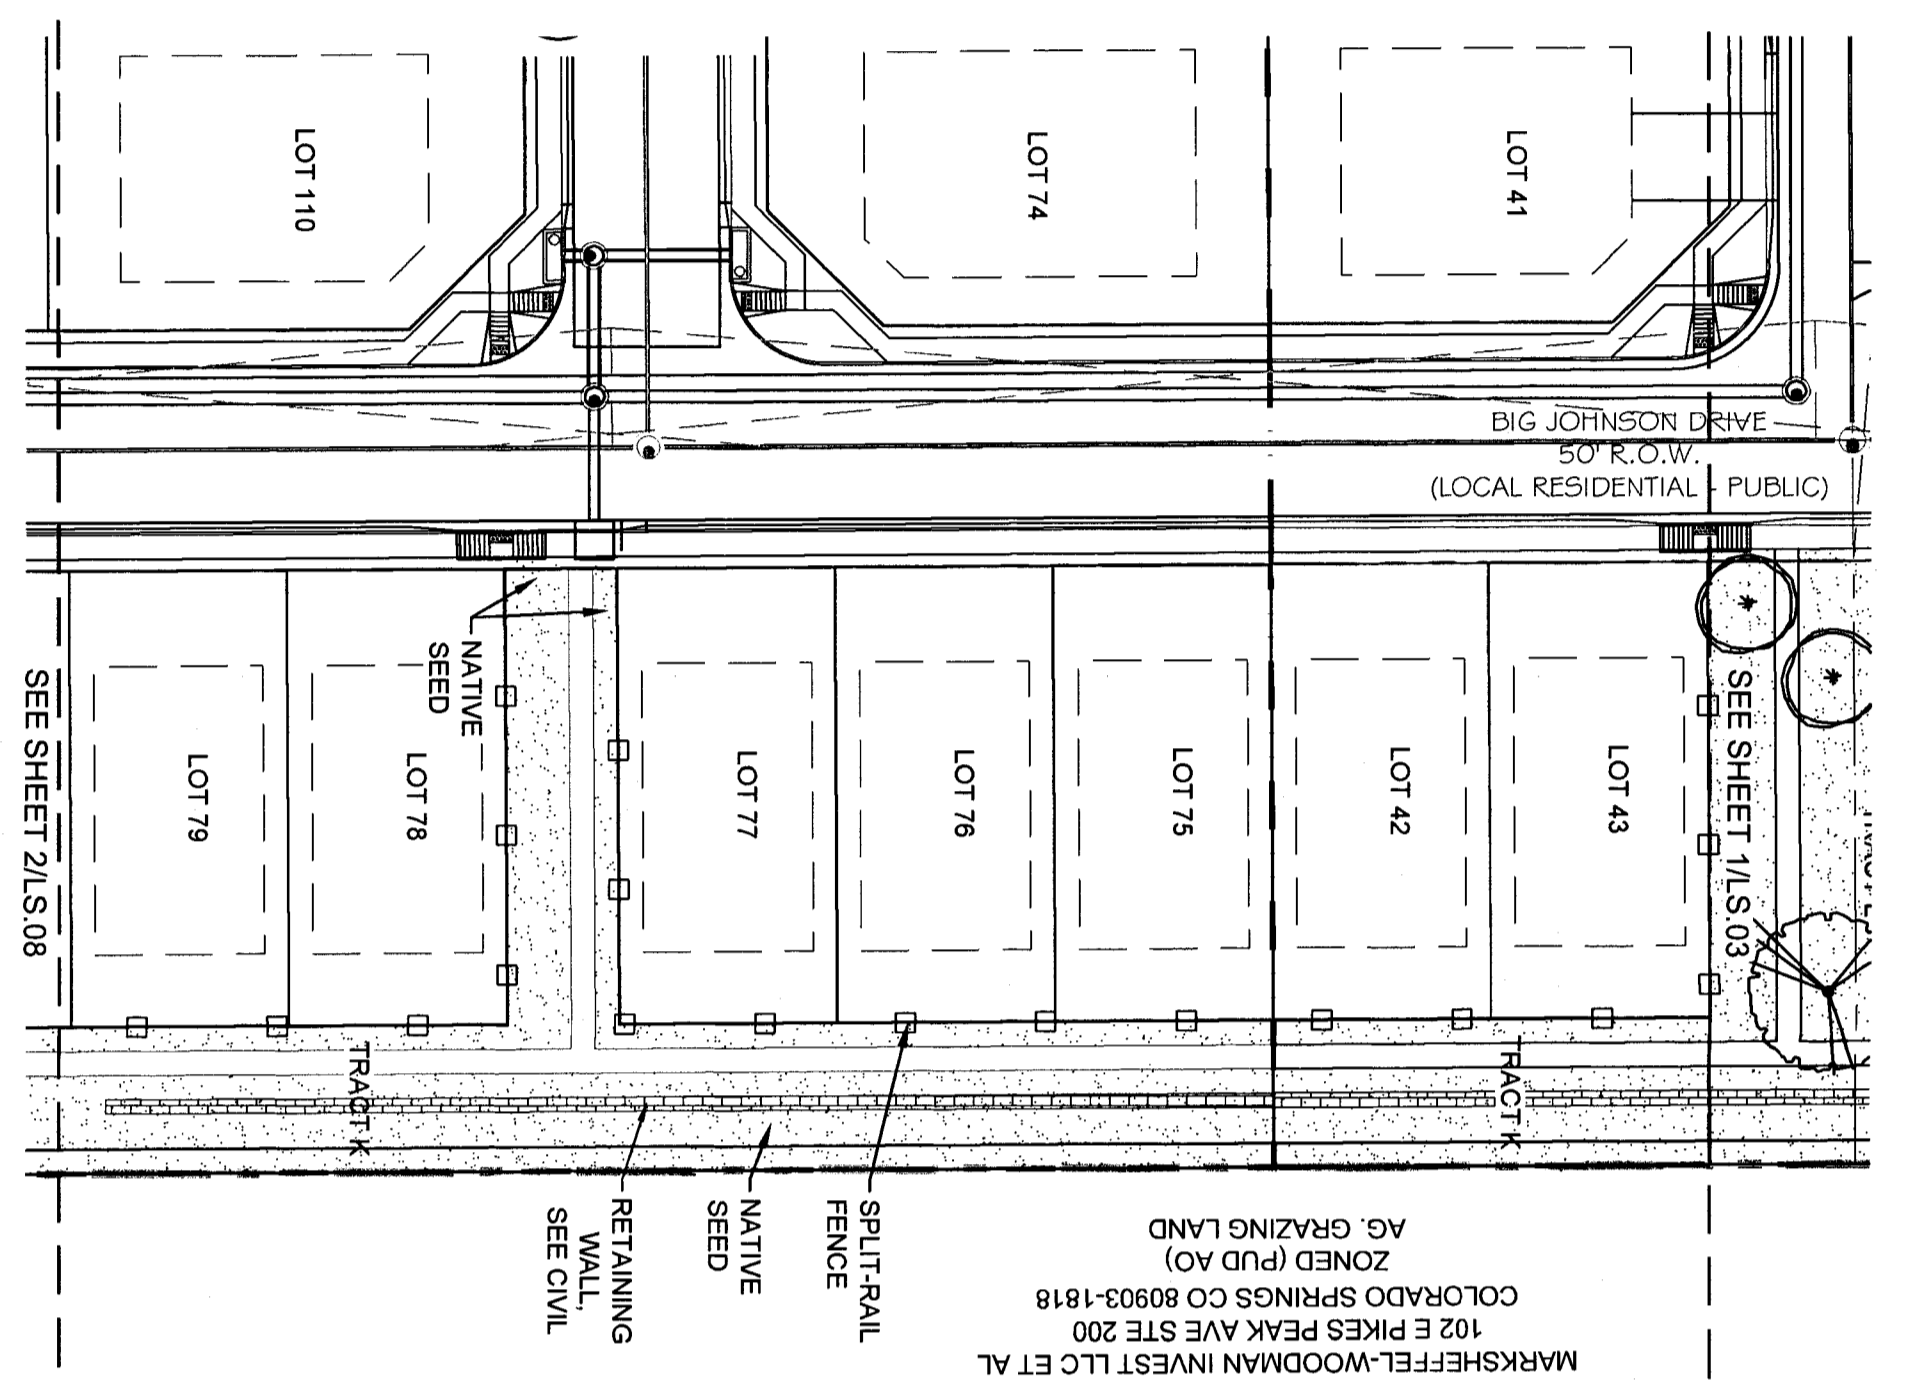 LOT 110
LOT 74
LOT 41
BIG JOHNSON DRIVE
50' R.O.W.
(LOCAL RESIDENTIAL - PUBLIC)
NATIVE
SEED
SEE SHEET 2/LS.08
LOT 79
LOT 78
LOT 77
LOT 76
LOT 75
LOT 42
LOT 43
SEE SHEET 1/LS.03
TRACT K
TRACT K
RETAINING
WALL,
SEE CIVIL
NATIVE
SEED
SPLIT-RAIL
FENCE
MARKSHEFFEL-WOODMAN INVEST LLC ET AL
102 E PIKES PEAK AVE STE 200
COLORADO SPRINGS CO 80903-1818
ZONED (PUD AO)
AG. GRAZING LAND